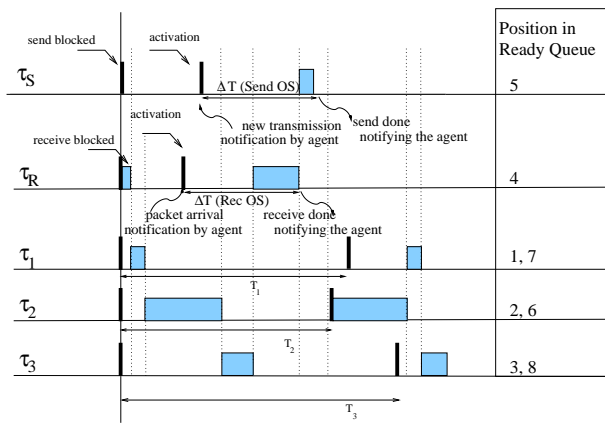 Position in
Ready Queue
send blocked
activation
τS
Δ T (Send OS)
5
activation
new transmission
notification by agent
send done
notifying the agent
receive blocked
τR
4
ΔT (Rec OS)
packet arrival
notification by agent
receive done
notifying the agent
τ1
1, 7
T1
τ2
2, 6
T2
τ3
3, 8
T3